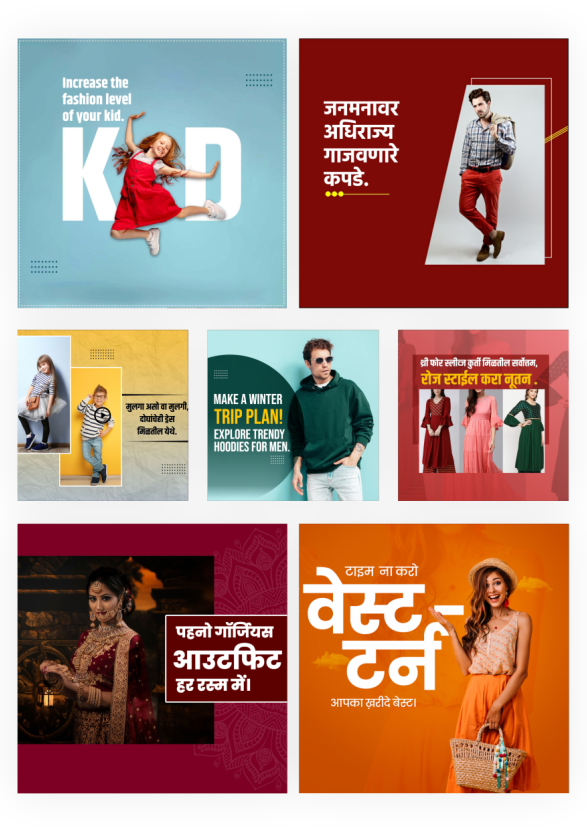 Increase the
fashion level
of your kid.
K D
जनमनावर
अधिराज्य
गाजवणारे
कपडे.
मुलगा असो वा मुलगी,
दोघांचेही ड्रेस
मिळतील येथे.
MAKE A WINTER
TRIP PLAN!
EXPLORE TRENDY
HOODIES FOR MEN.
थ्री फोर स्लीव्ज कुर्ती मिळतील सर्वोत्तम,
रोज स्टाईल करा नूतन .
पहनो गॉर्जियस
आउटफिट
हर रस्म में।
टाइम ना करो
वेस्ट-
टर्न
आपका ख़रीदे बेस्ट।